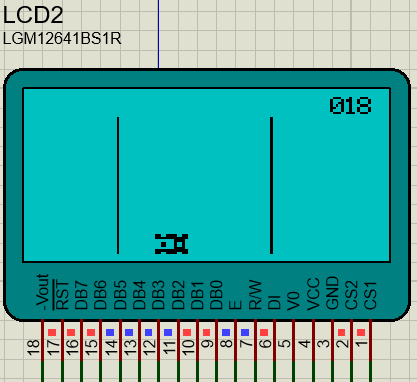 LCD2
LGM12641BS1R
018
-Vout
RST
DB7
DB6
DB5
DB4
DB3
DB2
DB1
DB0
E
R/W
DI
V0
VCC
GND
CS2
CS1
18
17
16
15
14
13
12
11
10
9
8
7
6
5
4
3
2
1